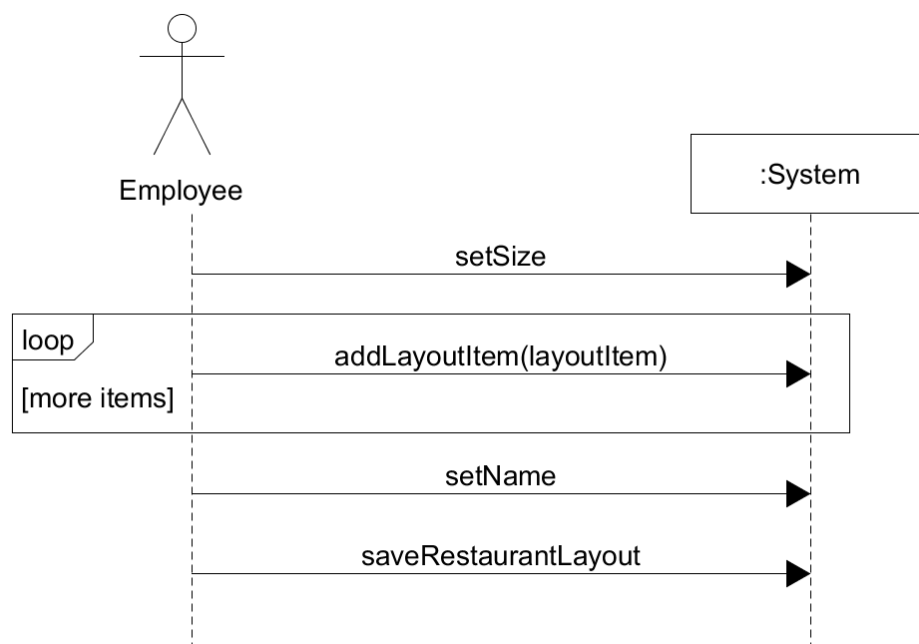 Employee
:System
setSize
loop
addLayoutItem(layoutItem)
[more items]
setName
saveRestaurantLayout